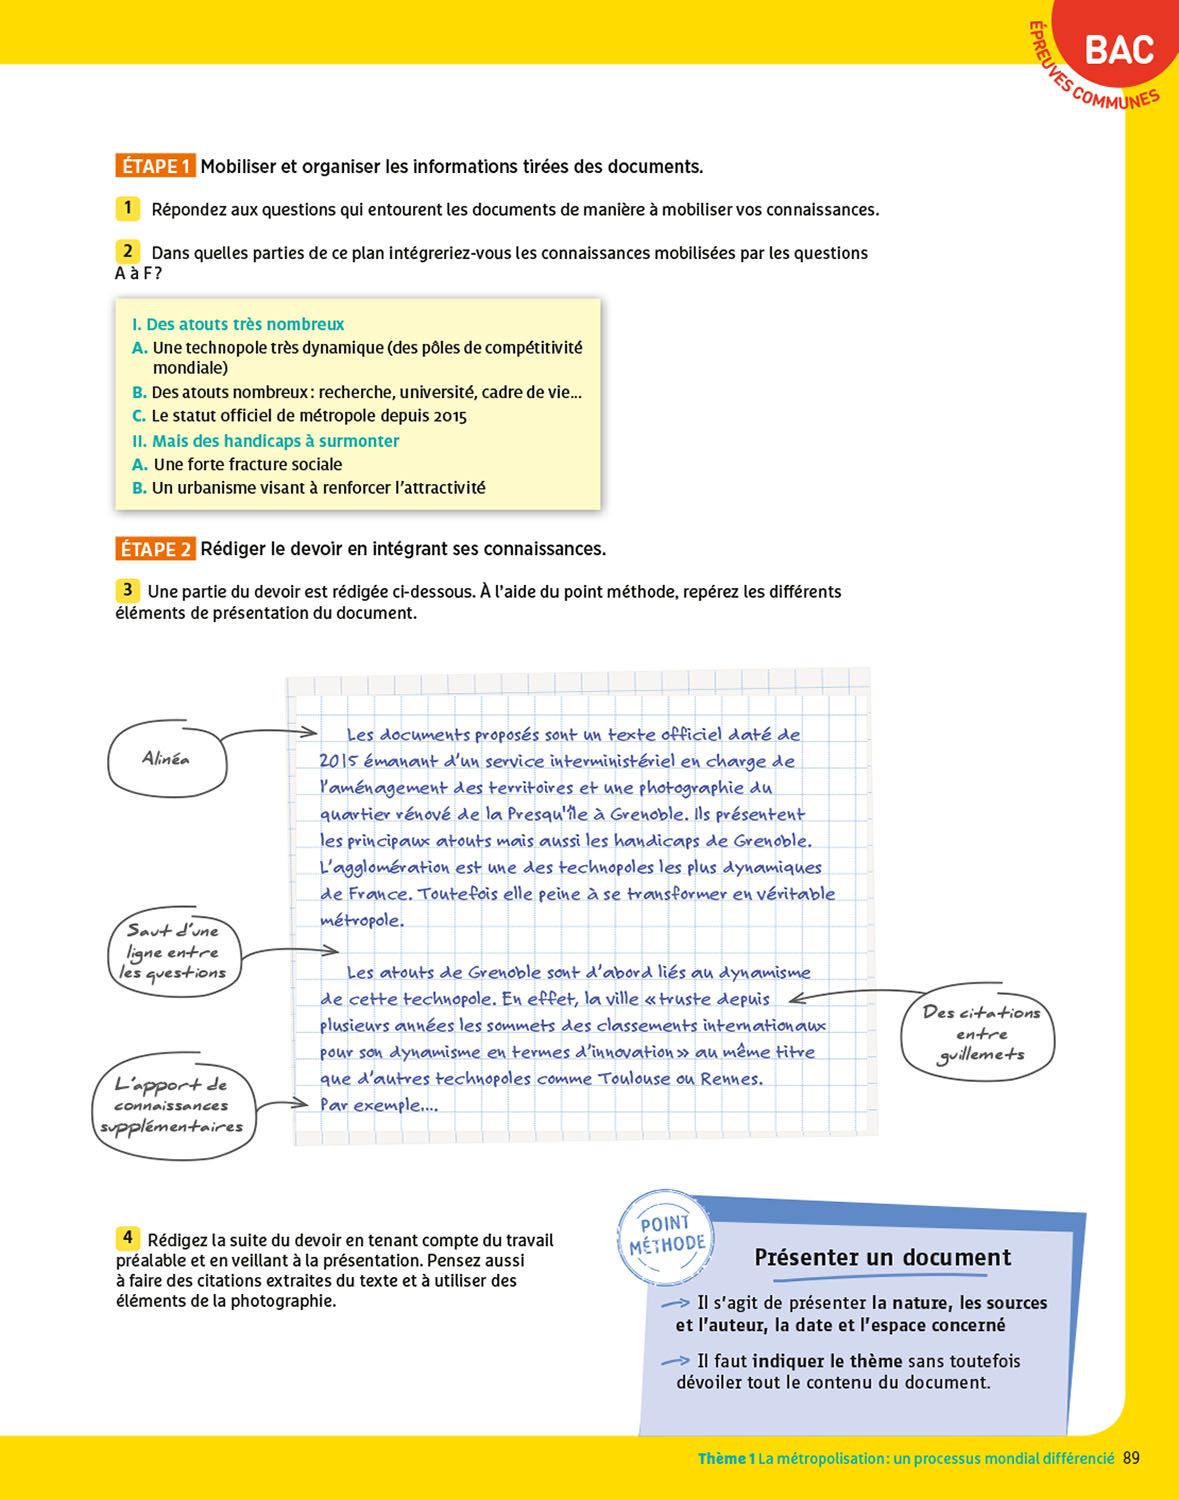 BAC
ÉPREUVES COMMUNES
ÉTAPE 1 Mobiliser et organiser les informations tirées des documents.
1 Répondez aux questions qui entourent les documents de manière à mobiliser vos connaissances.
2 Dans quelles parties de ce plan intégreriez-vous les connaissances mobilisées par les questions
A à F ?
I. Des atouts très nombreux
A. Une technopole très dynamique (des pôles de compétitivité
mondiale)
B. Des atouts nombreux : recherche, université, cadre de vie...
C. Le statut officiel de métropole depuis 2015
II. Mais des handicaps à surmonter
A. Une forte fracture sociale
B. Un urbanisme visant à renforcer l'attractivité
ÉTAPE 2 Rédiger le devoir en intégrant ses connaissances.
3 Une partie du devoir est rédigée ci-dessous. À l'aide du point méthode, repérez les différents
éléments de présentation du document.
Alinéa
Les documents proposés sont un texte officiel daté de
2015 émanant d'un service interministériel en charge de
l'aménagement des territoires et une photographie du
quartier rénové de la Presqu'île à Grenoble. Ils présentent
les principaux atouts mais aussi les handicaps de Grenoble.
L'agglomération est une des technopoles les plus dynamiques
de France. Toutefois elle peine à se transformer en véritable
métropole.
Saut d'une
ligne entre
les questions
Les atouts de Grenoble sont d'abord liés au dynamisme
de cette technopole. En effet, la ville « truste depuis
plusieurs années les sommets des classements internationaux
pour son dynamisme en termes d'innovation » au même titre
que d'autres technopoles comme Toulouse ou Rennes.
Par exemple....
Des citations
entre
guillemets
L'apport de
connaissances
supplémentaires
4 Rédigez la suite du devoir en tenant compte du travail
préalable et en veillant à la présentation. Pensez aussi
à faire des citations extraites du texte et à utiliser des
éléments de la photographie.
POINT
MÉTHODE
Présenter un document
Il s'agit de présenter la nature, les sources
et l'auteur, la date et l'espace concerné
Il faut indiquer le thème sans toutefois
dévoiler tout le contenu du document.
Thème 1 La métropolisation : un processus mondial différencié 89